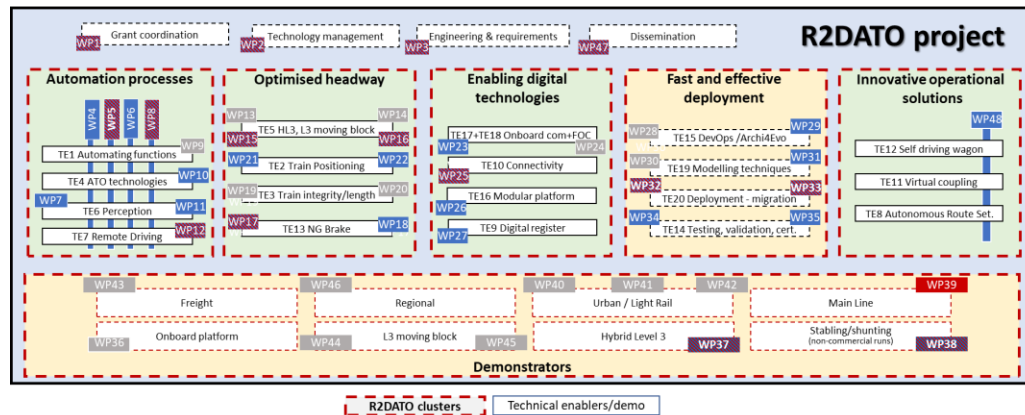 R2DATO project
WP1 Grant coordination
WP2 Technology management
WP3 Engineering & requirements
WP47 Dissemination
Automation processes
WP4 WP5 WP6 WP8
WP9
TE1 Automating functions
WP10
TE4 ATO technologies
WP7 WP11
TE6 Perception
WP12
TE7 Remote Driving
Optimised headway
WP13 WP14
TE5 HL3, L3 moving block
WP15 WP16
WP21 WP22
TE2 Train Positioning
WP19 WP20
TE3 Train integrity/length
WP17 WP18
TE13 NG Brake
Enabling digital
technologies
TE17+TE18 Onboard com+FOC
WP23 WP24
TE10 Connectivity
WP25
TE16 Modular platform
WP26
TE9 Digital register
WP27
Fast and effective
deployment
WP28 WP29
TE15 DevOps /Archi4Evo
WP30 WP31
TE19 Modelling techniques
WP32 WP33
TE20 Deployment - migration
WP34 WP35
TE14 Testing, validation, cert.
Innovative operational
solutions
WP48
TE12 Self driving wagon
TE11 Virtual coupling
TE8 Autonomous Route Set.
WP43 WP46 WP40 WP41 WP42 WP39
Freight
Regional
Urban / Light Rail
Main Line
Onboard platform
L3 moving block
Hybrid Level 3
Stabling/shunting
(non-commercial runs)
WP36 WP44 WP45 WP37 WP38
Demonstrators
R2DATO clusters
Technical enablers/demo